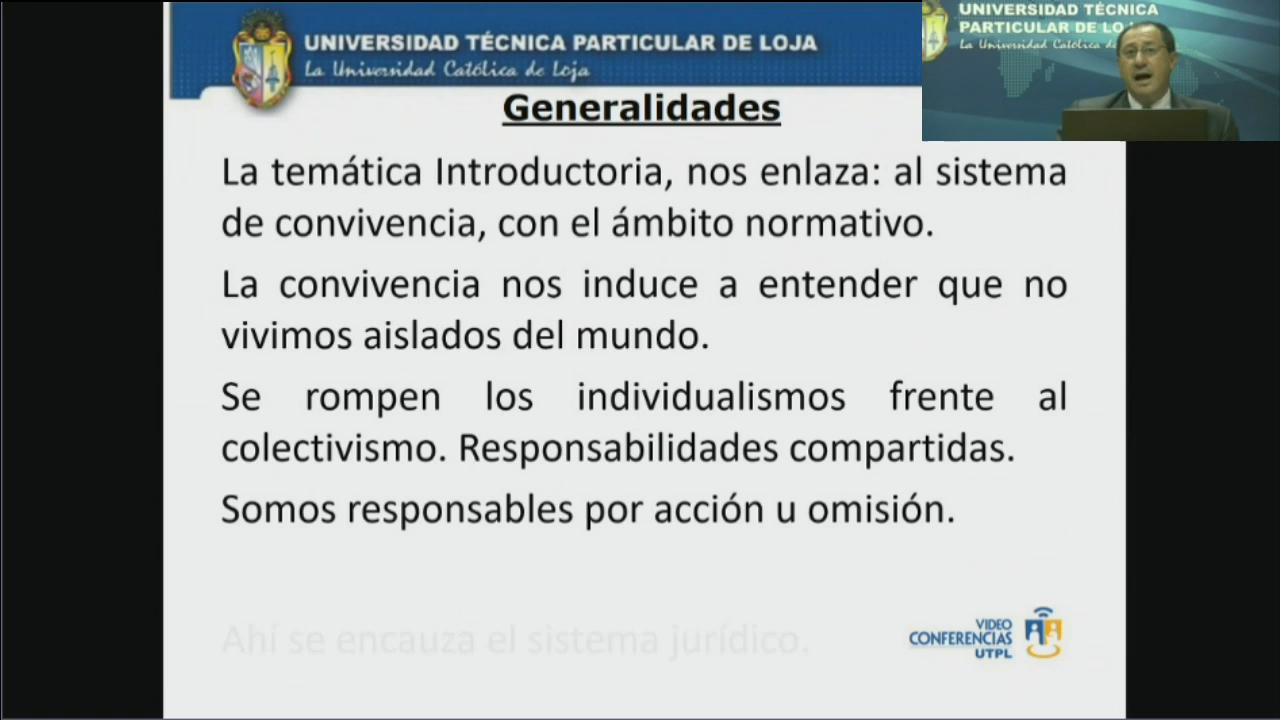 UNIVERSIDAD TÉCNICA PARTICULAR DE LOJA
La Universidad Católica de Loja
UNIVERSIDAD TÉCNICA
PARTICULAR DE LO
La Universidad Católica de
Generalidades
La temática Introductoria, nos enlaza: al sistema
de convivencia, con el ámbito normativo.
La convivencia nos induce a entender que no
vivimos aislados del mundo.
Se rompen los individualismos frente al
colectivismo. Responsabilidades compartidas.
Somos responsables por acción u omisión.
Ahí se encauza el sistema jurídico.
VIDEO
CONFERENCIAS
UTPL